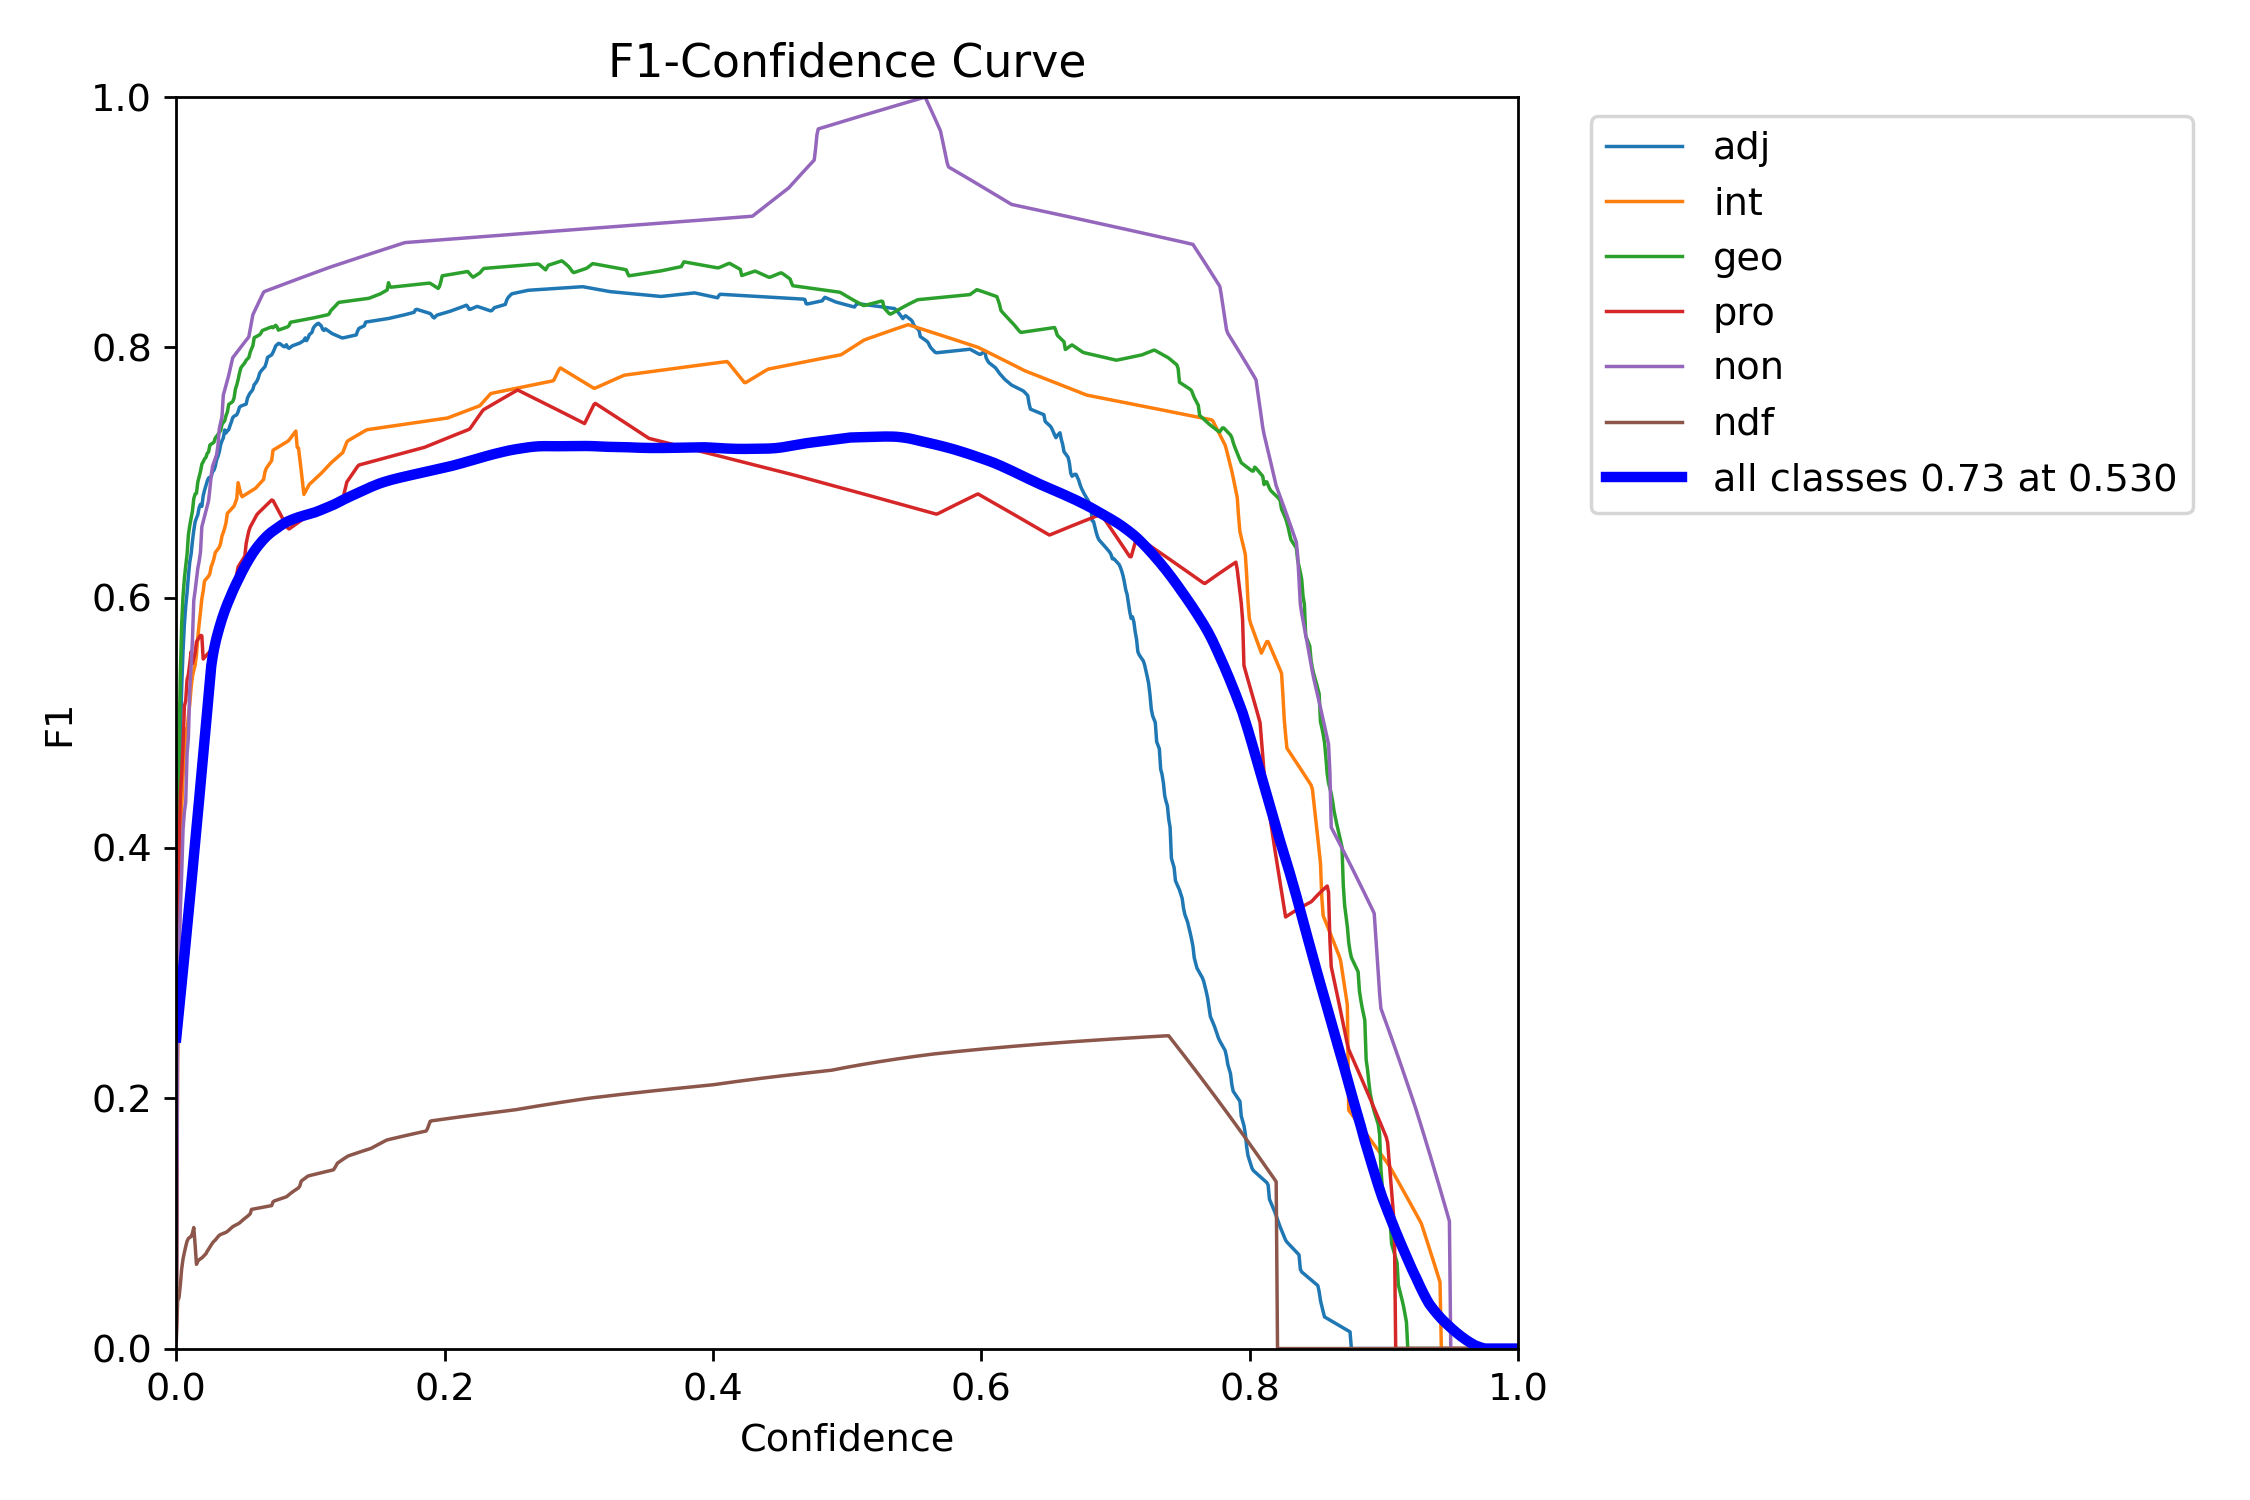 F1-Confidence Curve
1.0
0.8
0.6
0.4
0.2
0.0
F1
0.0 0.2 0.4 0.6 0.8 1.0
Confidence
adj
int
geo
pro
non
ndf
all classes 0.73 at 0.530